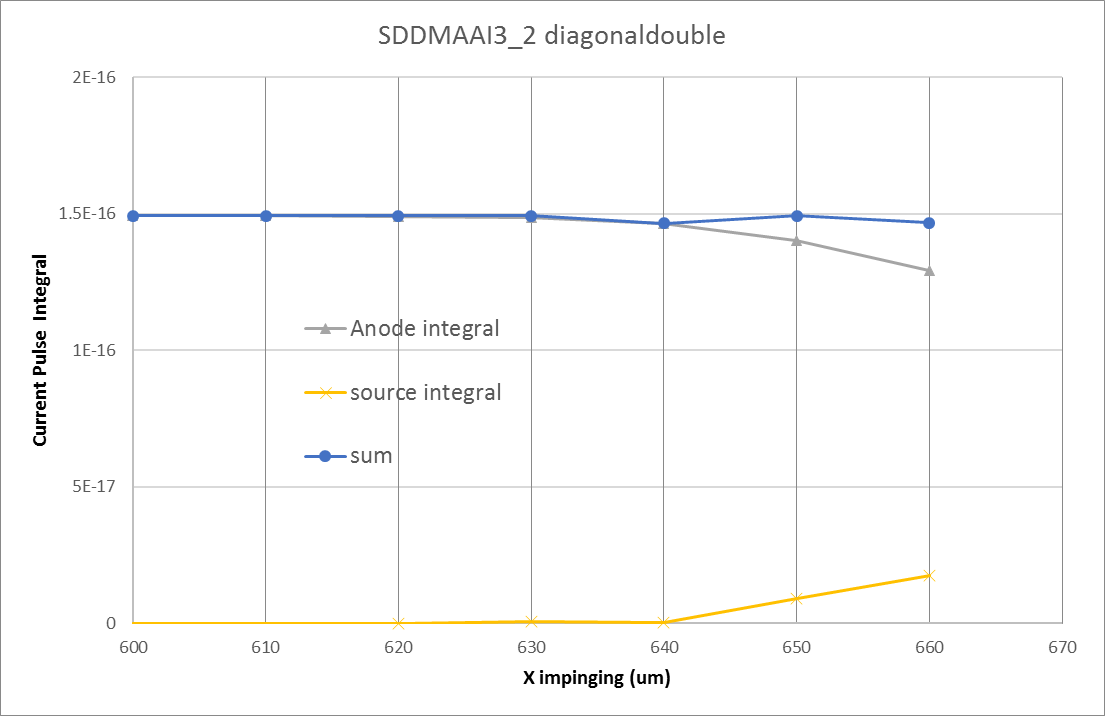 SDDMAAI3_2 diagonaldouble
2E-16
1.5E-16
1E-16
5E-17
0
Current Pulse Integral
Anode integral
source integral
sum
600 610 620 630 640 650 660 670
X impinging (um)